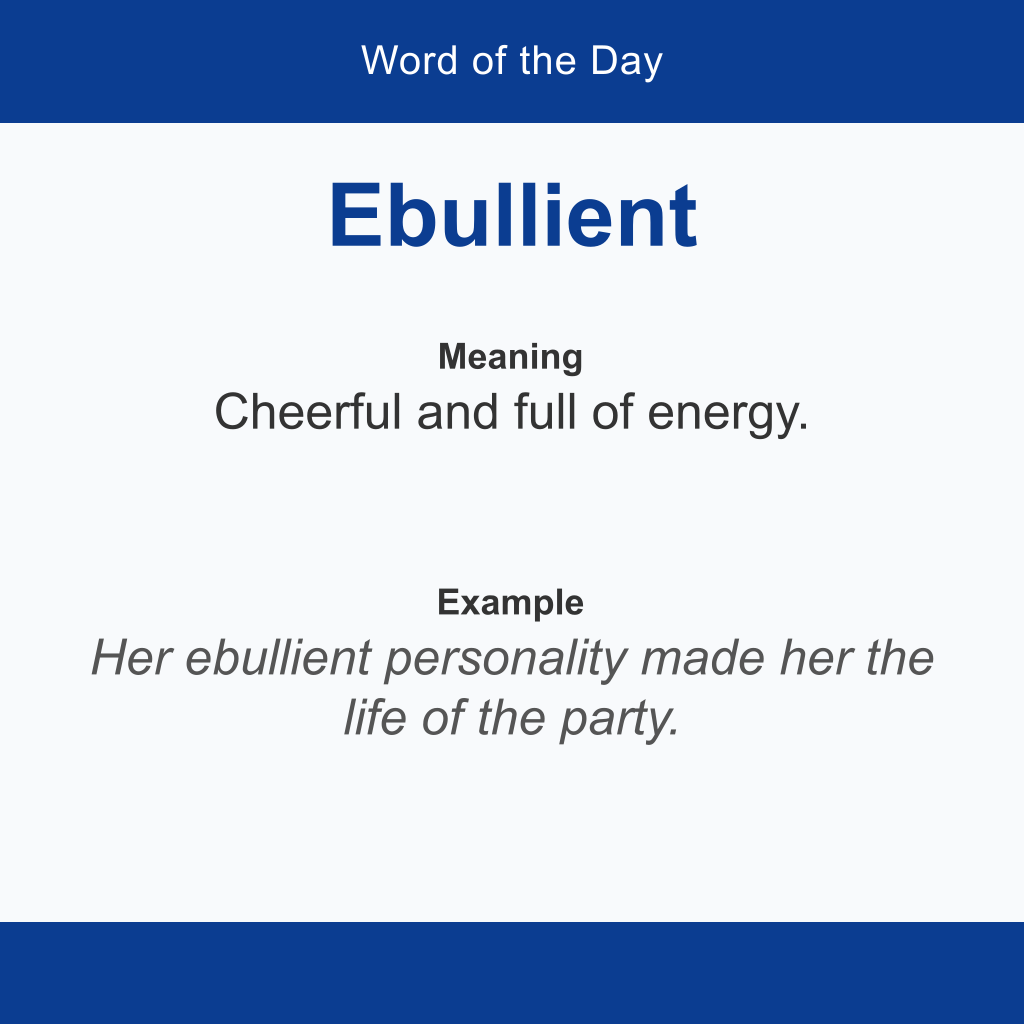 Word of the Day
Ebullient
Meaning
Cheerful and full of energy.
Example
Her ebullient personality made her the
life of the party.